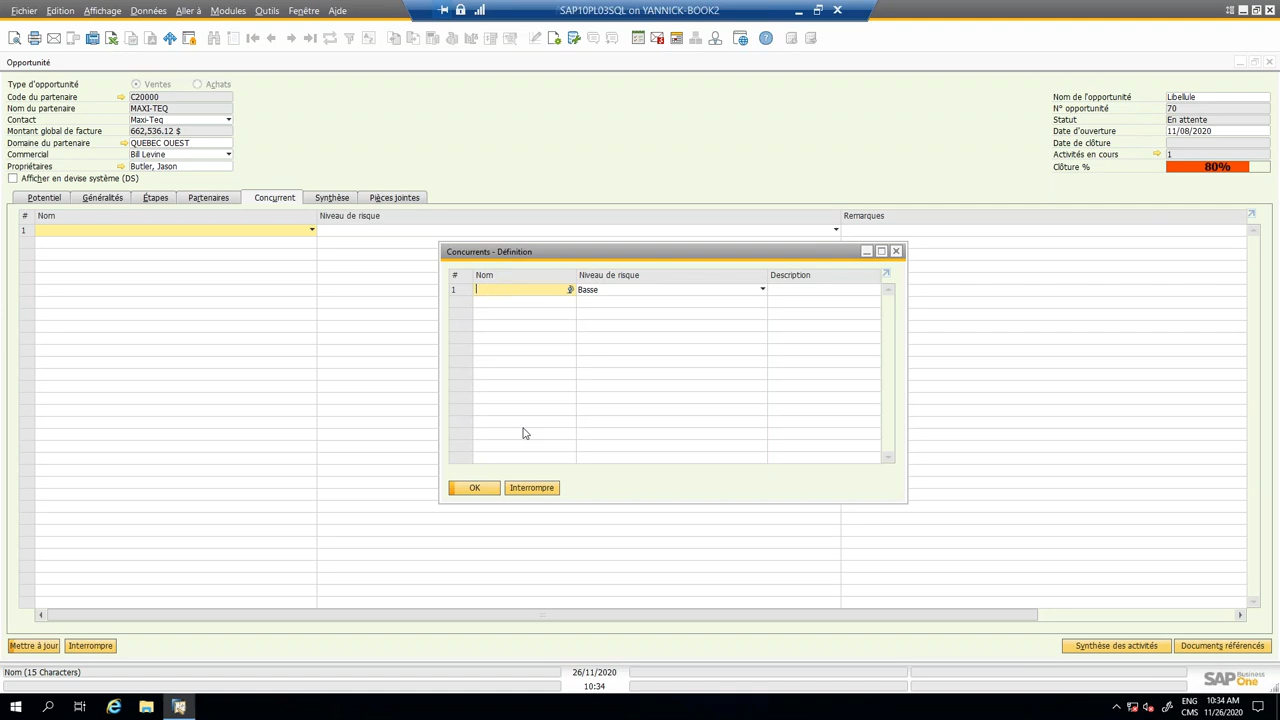 Fichier Edition Affichage Données Aller à Modules Outils Fenêtre Aide
SAP10PL03SQL on YANNICK-BOOK2
Opportunité
Type d'opportunité Ventes Achats
Code du partenaire C20000
Nom du partenaire MAXI-TEQ
Contact Maxi-Teq
Montant global de facture 662,536.12 $
Domaine du partenaire QUEBEC OUEST
Commercial Bill Levine
Propriétaires Butler, Jason
Afficher en devise système (DS)
Nom de l'opportunité Libellule
N° opportunité 70
Statut En attente
Date d'ouverture 11/08/2020
Date de clôture
Activités en cours 1
Clôture % 80%
Potentiel Généralités Étapes Partenaires Concurrent Synthèse Pièces jointes
# Nom Niveau de risque Remarques
1
Concurrents - Définition
# Nom Niveau de risque Description
1 Basse
OK Interrompre
Mettre à jour Interrompre Synthèse des activités Documents référencés
Nom (15 Characters) 26/11/2020
10:34
SAP Business One
ENG 10:34 AM
CMS 11/26/2020